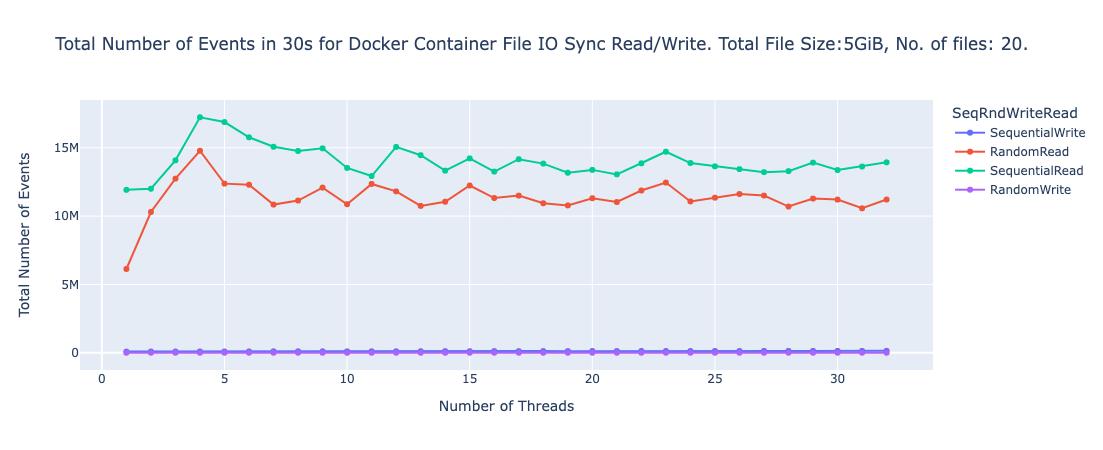 Total Number of Events in 30s for Docker Container File IO Sync Read/Write. Total File Size:5GiB, No. of files: 20.
SeqRndWriteRead
SequentialWrite
RandomRead
SequentialRead
RandomWrite
Total Number of Events
15M
10M
5M
0
0 5 10 15 20 25 30
Number of Threads